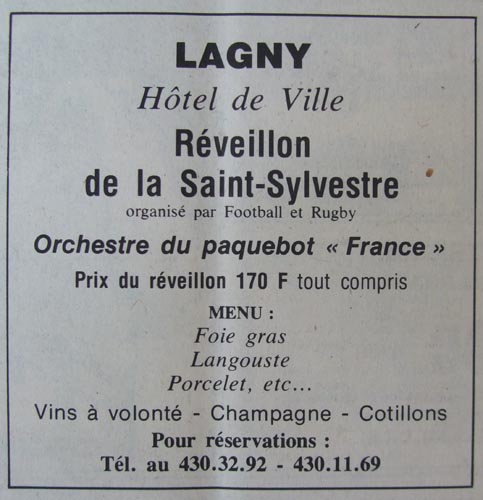 LAGNY
Hôtel de Ville
Réveillon
de la Saint-Sylvestre
organisé par Football et Rugby
Orchestre du paquebot « France »
Prix du réveillon 170 F tout compris
MENU :
Foie gras
Langouste
Porcelet, etc...
Vins à volonté - Champagne - Cotillons
Pour réservations :
Tél. au 430.32.92 - 430.11.69